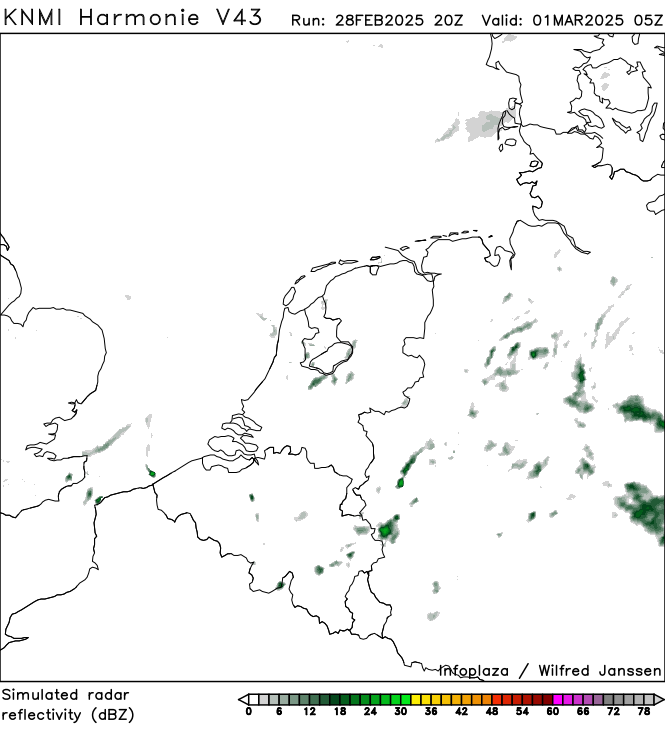 KNMI Harmonie V43 Run: 28FEB2025 20Z Valid: 01MAR2025 05Z
infoplaza / Wilfred Janssen
Simulated radar
reflectivity (dBZ)
0 6 12 18 24 30 36 42 48 54 60 66 72 78